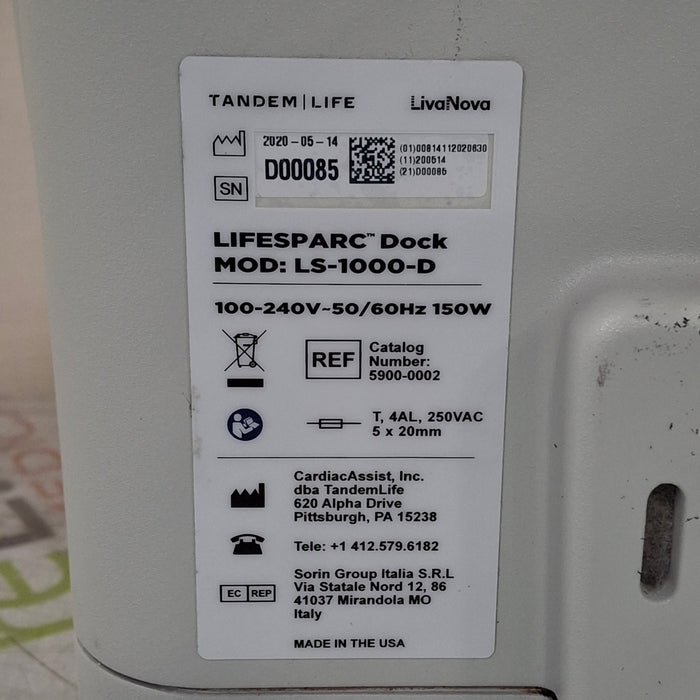 TANDEM|LIFE LivaNova
2020-05-14
D00085
(01)00814112020630
(11)200514
(21)D00085
SN
LIFESPARC™ Dock
MOD: LS-1000-D
100-240V~50/60Hz 150W
REF
Catalog
Number:
5900-0002
T, 4AL, 250VAC
5 x 20mm
CardiacAssist, Inc.
dba TandemLife
620 Alpha Drive
Pittsburgh, PA 15238
Tele: +1 412.579.6182
EC REP
Sorin Group Italia S.R.L
Via Statale Nord 12, 86
41037 Mirandola MO
Italy
MADE IN THE USA